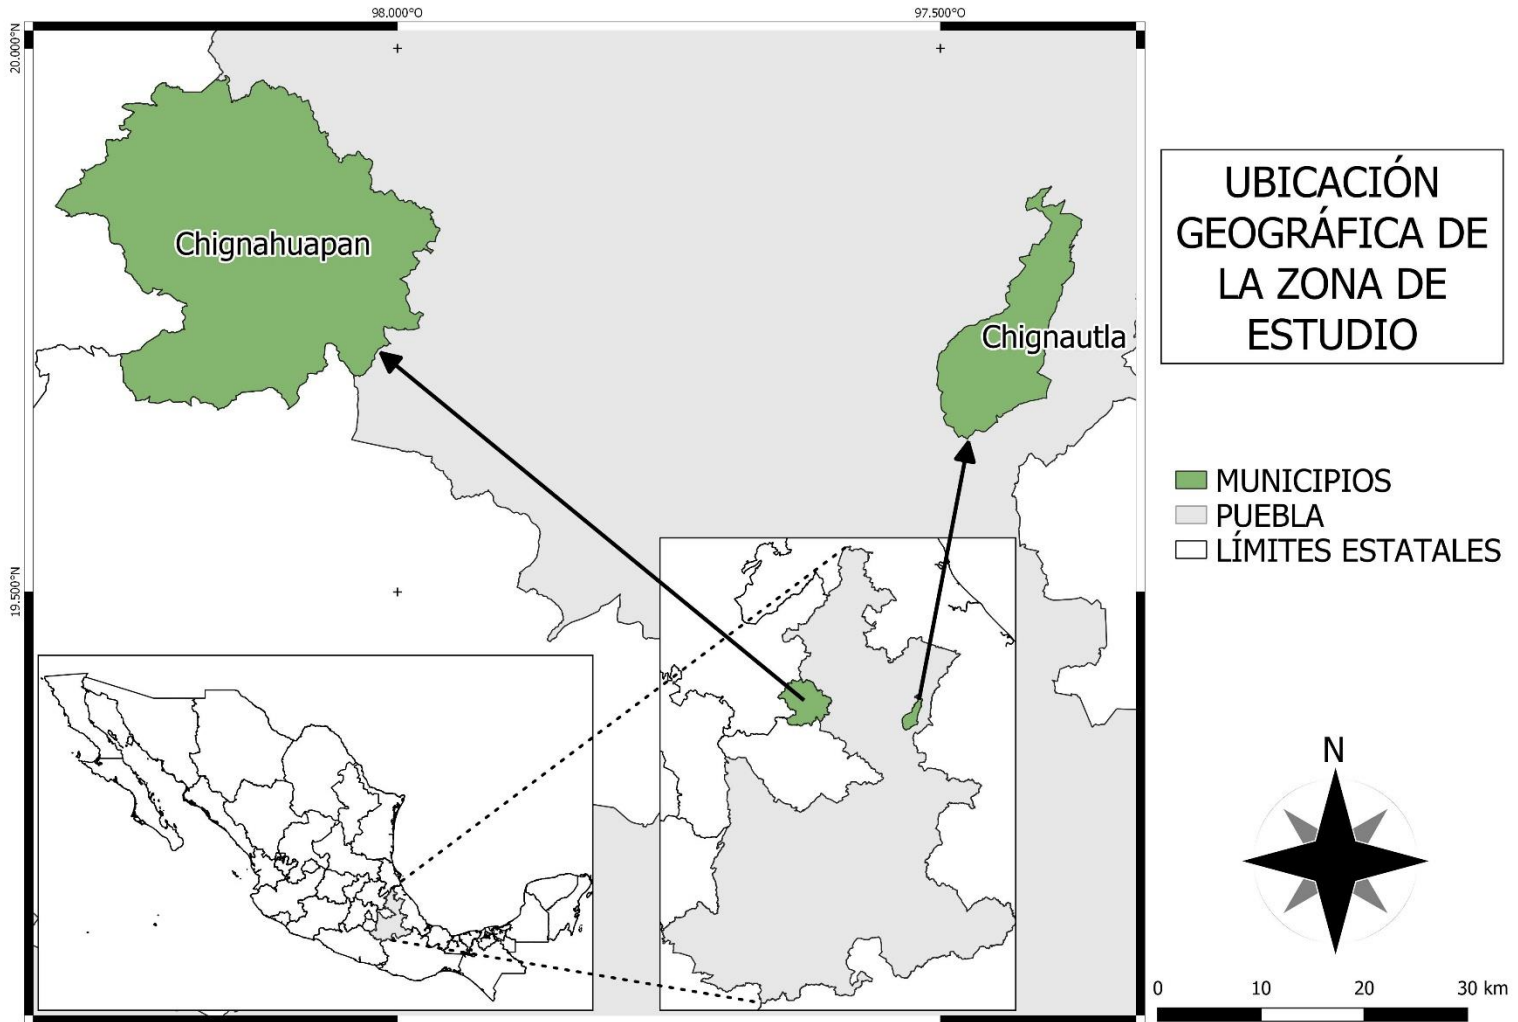 98.000°O
97.500°O
20.000°N
19.500°N
Chignahuapan
Chignautla
UBICACIÓN
GEOGRÁFICA DE
LA ZONA DE
ESTUDIO
MUNICIPIOS
PUEBLA
LÍMITES ESTATALES
N
0 10 20 30 km